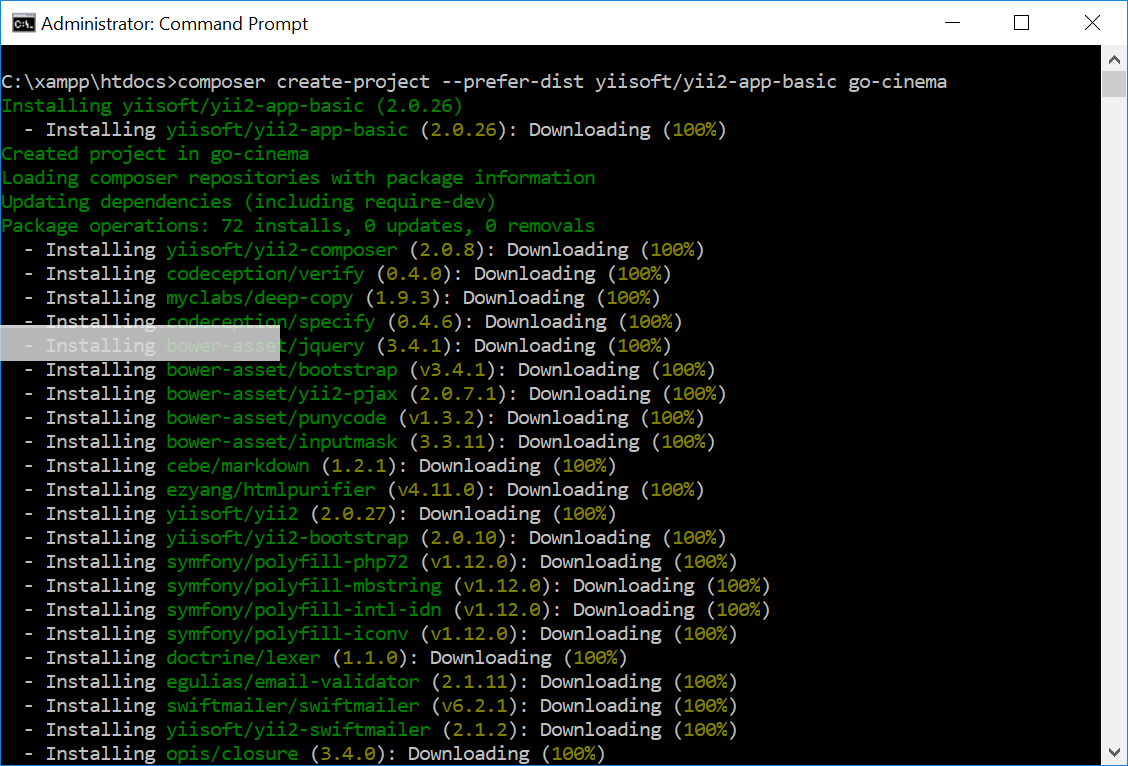 Administrator: Command Prompt
C:\xampp\htdocs>composer create-project --prefer-dist yiisoft/yii2-app-basic go-cinema
Installing yiisoft/yii2-app-basic (2.0.26)
  - Installing yiisoft/yii2-app-basic (2.0.26): Downloading (100%)
Created project in go-cinema
Loading composer repositories with package information
Updating dependencies (including require-dev)
Package operations: 72 installs, 0 updates, 0 removals
  - Installing yiisoft/yii2-composer (2.0.8): Downloading (100%)
  - Installing codeception/verify (0.4.0): Downloading (100%)
  - Installing myclabs/deep-copy (1.9.3): Downloading (100%)
  - Installing codeception/specify (0.4.6): Downloading (100%)
  - Installing bower-asset/jquery (3.4.1): Downloading (100%)
  - Installing bower-asset/bootstrap (v3.4.1): Downloading (100%)
  - Installing bower-asset/yii2-pjax (2.0.7.1): Downloading (100%)
  - Installing bower-asset/punycode (v1.3.2): Downloading (100%)
  - Installing bower-asset/inputmask (3.3.11): Downloading (100%)
  - Installing cebe/markdown (1.2.1): Downloading (100%)
  - Installing ezyang/htmlpurifier (v4.11.0): Downloading (100%)
  - Installing yiisoft/yii2 (2.0.27): Downloading (100%)
  - Installing yiisoft/yii2-bootstrap (2.0.10): Downloading (100%)
  - Installing symfony/polyfill-php72 (v1.12.0): Downloading (100%)
  - Installing symfony/polyfill-mbstring (v1.12.0): Downloading (100%)
  - Installing symfony/polyfill-intl-idn (v1.12.0): Downloading (100%)
  - Installing symfony/polyfill-iconv (v1.12.0): Downloading (100%)
  - Installing doctrine/lexer (1.1.0): Downloading (100%)
  - Installing egulias/email-validator (2.1.11): Downloading (100%)
  - Installing swiftmailer/swiftmailer (v6.2.1): Downloading (100%)
  - Installing yiisoft/yii2-swiftmailer (2.1.2): Downloading (100%)
  - Installing opis/closure (3.4.0): Downloading (100%)